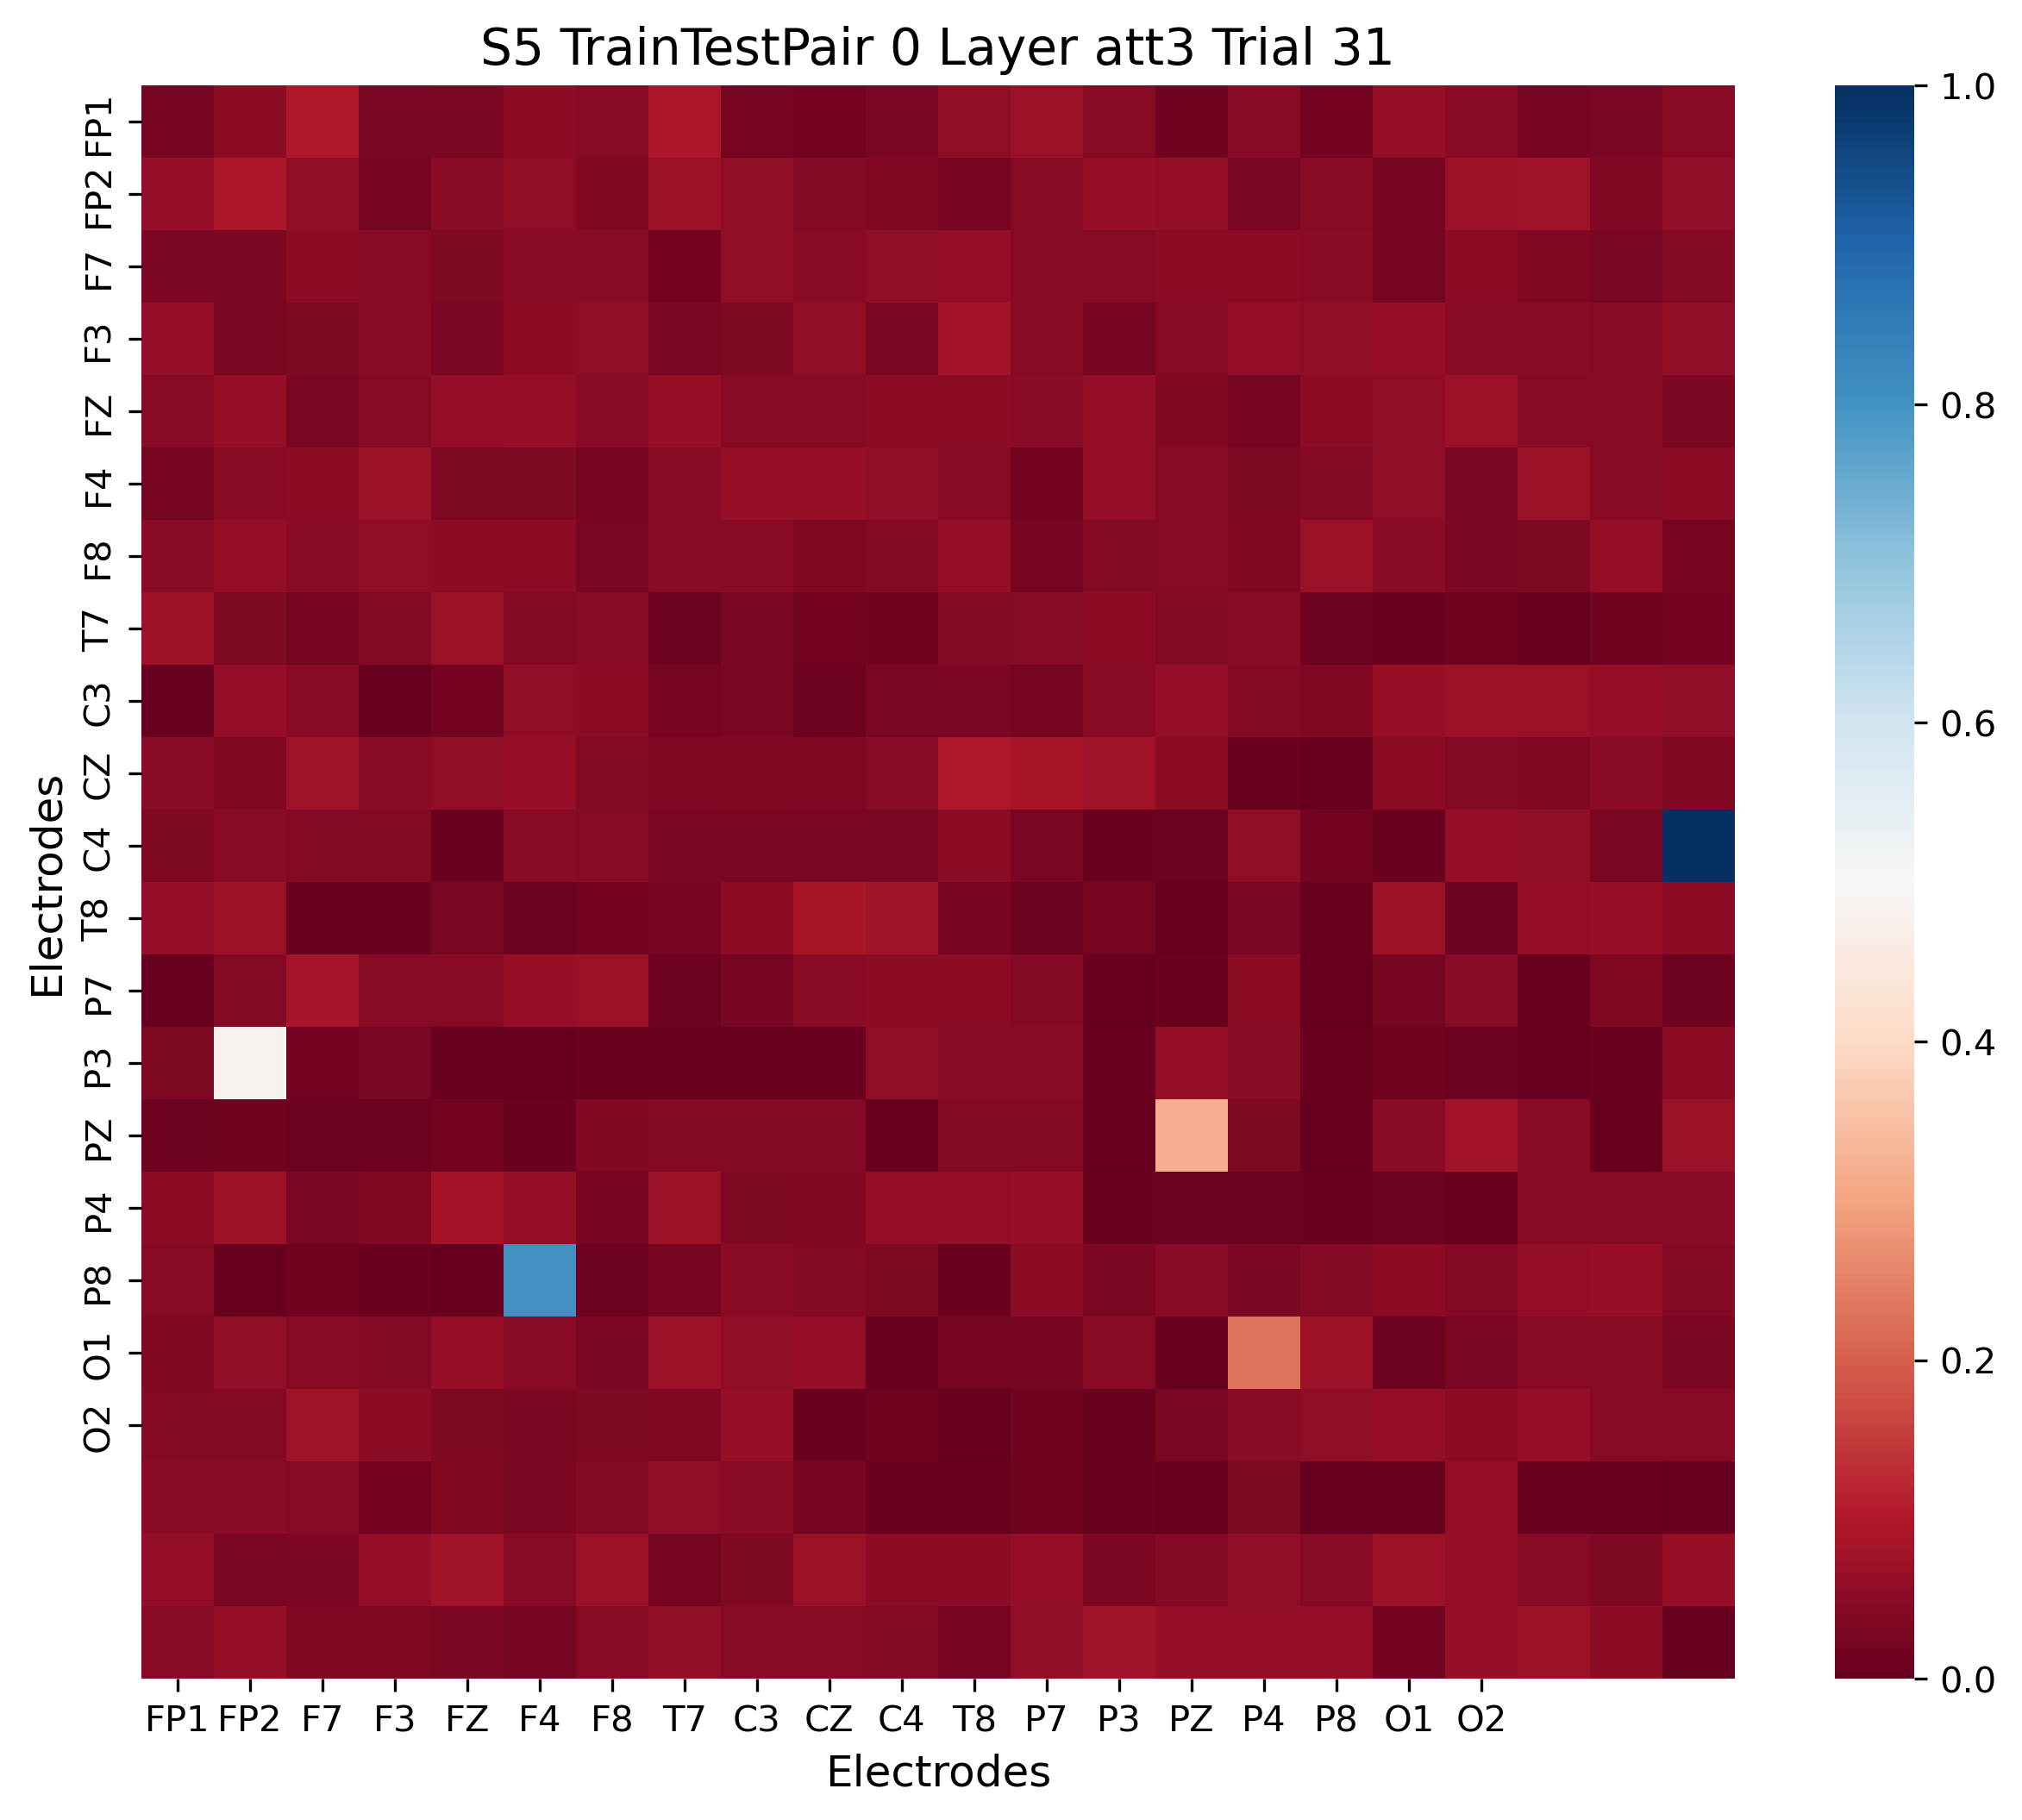 S5 TrainTestPair 0 Layer att3 Trial 31
Electrodes
FP1
FP2
F7
F3
FZ
F4
F8
T7
C3
CZ
C4
T8
P7
P3
PZ
P4
P8
O1
O2
1.0
0.8
0.6
0.4
0.2
0.0
FP1 FP2 F7 F3 FZ F4 F8 T7 C3 CZ C4 T8 P7 P3 PZ P4 P8 O1 O2
Electrodes